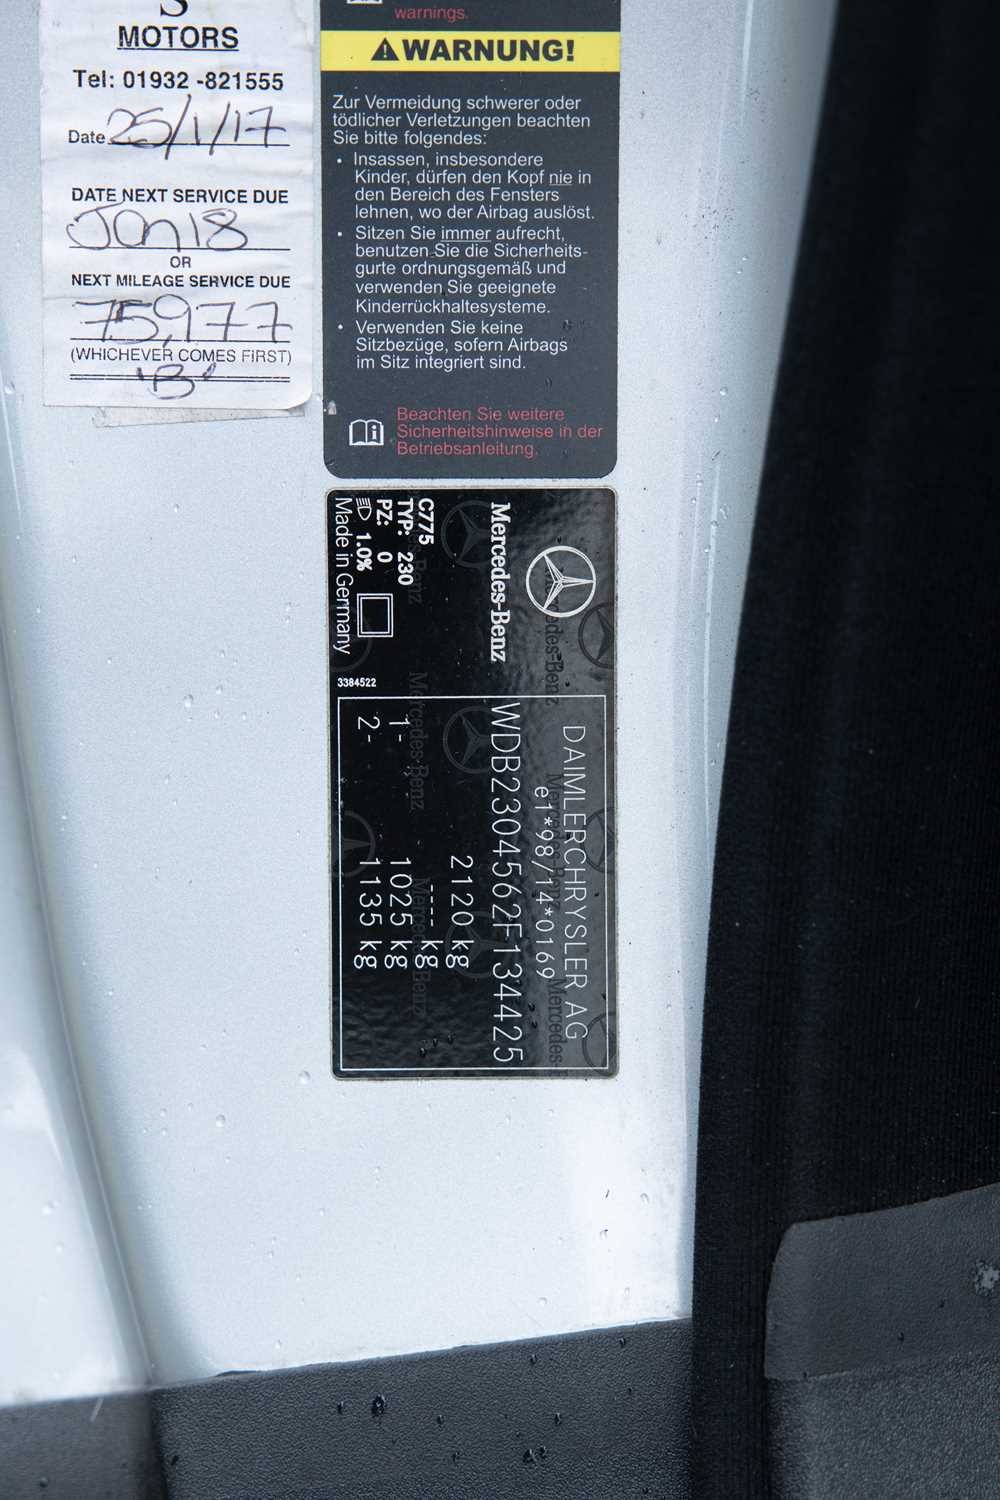 S
MOTORS
Tel: 01932 -821555
Date 25/1/17
DATE NEXT SERVICE DUE
Jan 18
OR
NEXT MILEAGE SERVICE DUE
75,977
(WHICHEVER COMES FIRST)
'B'
warnings.
WARNUNG!
Zur Vermeidung schwerer oder
tödlicher Verletzungen beachten
Sie bitte folgendes:
• Insassen, insbesondere
Kinder, dürfen den Kopf nie in
den Bereich des Fensters
lehnen, wo der Airbag auslöst.
• Sitzen Sie immer aufrecht,
benutzen Sie die Sicherheits-
gurte ordnungsgemäß und
verwenden Sie geeignete
Kinderrückhaltesysteme.
• Verwenden Sie keine
Sitzbezüge, sofern Airbags
im Sitz integriert sind.
Beachten Sie weitere
Sicherheitshinweise in der
Betriebsanleitung.
Mercedes-Benz
C775
TYP: 230
PZ: 0
1.0%
Made in Germany
3384522
DAIMLERCHRYSLER AG
e1*98/14*0169
WDB2304562F134425
2120 kg
---- kg
1- 1025 kg
2- 1135 kg